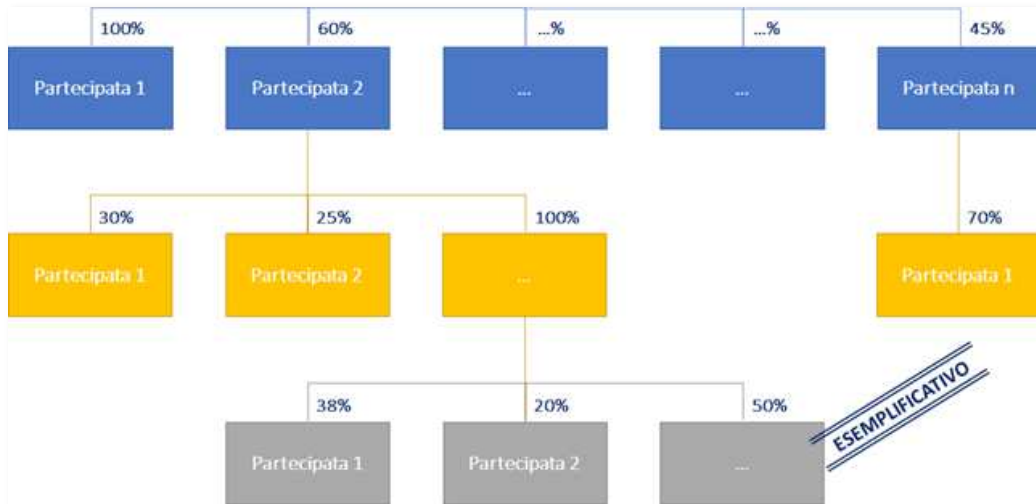 100% 60% ...% ...% 45%
Partecipata 1 Partecipata 2 ... ... Partecipata n
30% 25% 100% 70%
Partecipata 1 Partecipata 2 ... Partecipata 1
38% 20% 50%
ESEMPLIFICATIVO
Partecipata 1 Partecipata 2 ...